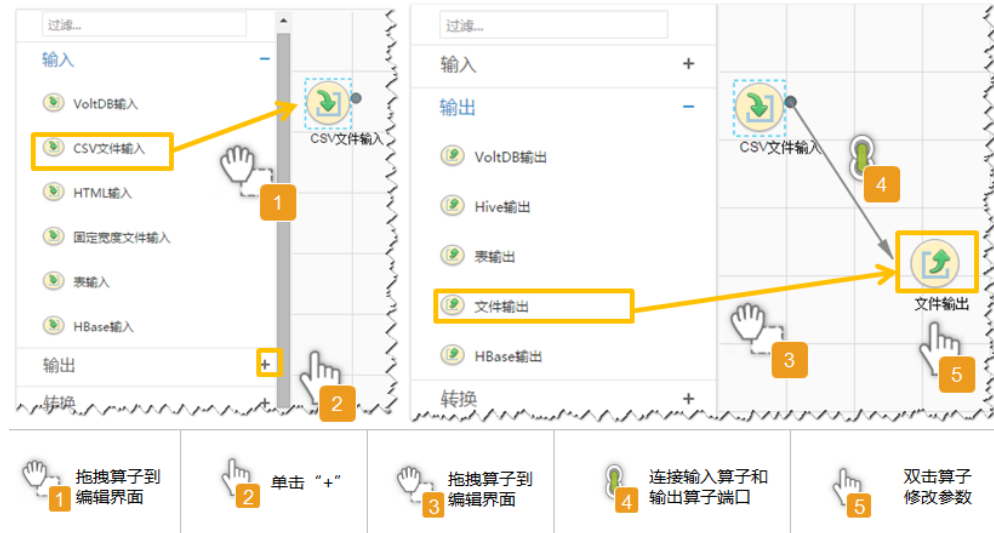 过滤...
输入
−
VoltDB输入
CSV文件输入
HTML输入
固定宽度文件输入
表输入
HBase输入
输出
+
转换
+
CSV文件输入
1
2
过滤...
输入
+
输出
−
VoltDB输出
Hive输出
表输出
文件输出
HBase输出
转换
+
CSV文件输入
4
文件输出
3
5
1
拖拽算子到
编辑界面
2
单击“+”
3
拖拽算子到
编辑界面
4
连接输入算子和
输出算子端口
5
双击算子
修改参数